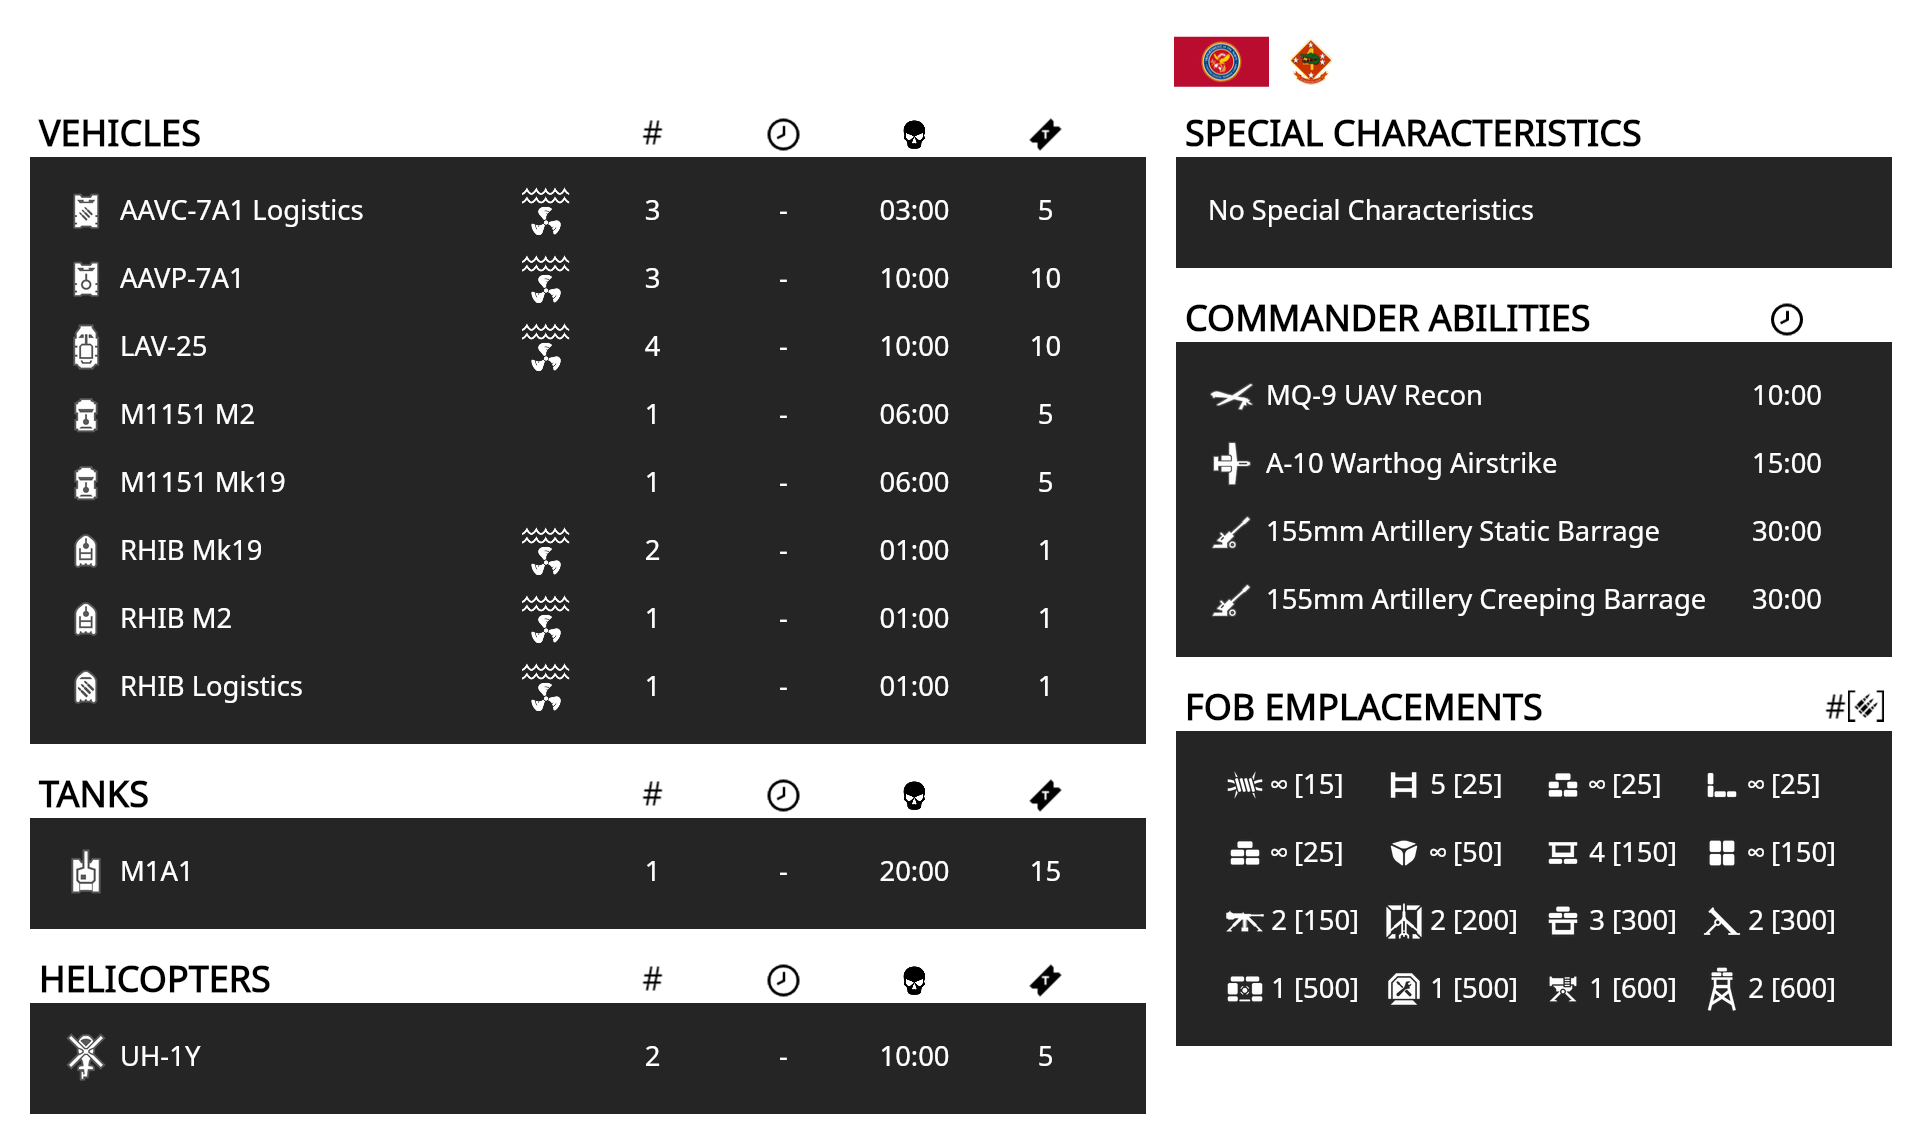 VEHICLES #
AAVC-7A1 Logistics 3 - 03:00 5
AAVP-7A1 3 - 10:00 10
LAV-25 4 - 10:00 10
M1151 M2 1 - 06:00 5
M1151 Mk19 1 - 06:00 5
RHIB Mk19 2 - 01:00 1
RHIB M2 1 - 01:00 1
RHIB Logistics 1 - 01:00 1
TANKS # T
M1A1 1 - 20:00 15
HELICOPTERS # T
UH-1Y 2 - 10:00 5
SPECIAL CHARACTERISTICS
No Special Characteristics
COMMANDER ABILITIES
MQ-9 UAV Recon 10:00
A-10 Warthog Airstrike 15:00
155mm Artillery Static Barrage 30:00
155mm Artillery Creeping Barrage 30:00
FOB EMPLACEMENTS #[]
∞ [15] 5 [25] ∞ [25] ∞ [25]
∞ [25] ∞ [50] 4 [150] ∞ [150]
2 [150] 2 [200] 3 [300] 2 [300]
1 [500] 1 [500] 1 [600] 2 [600]